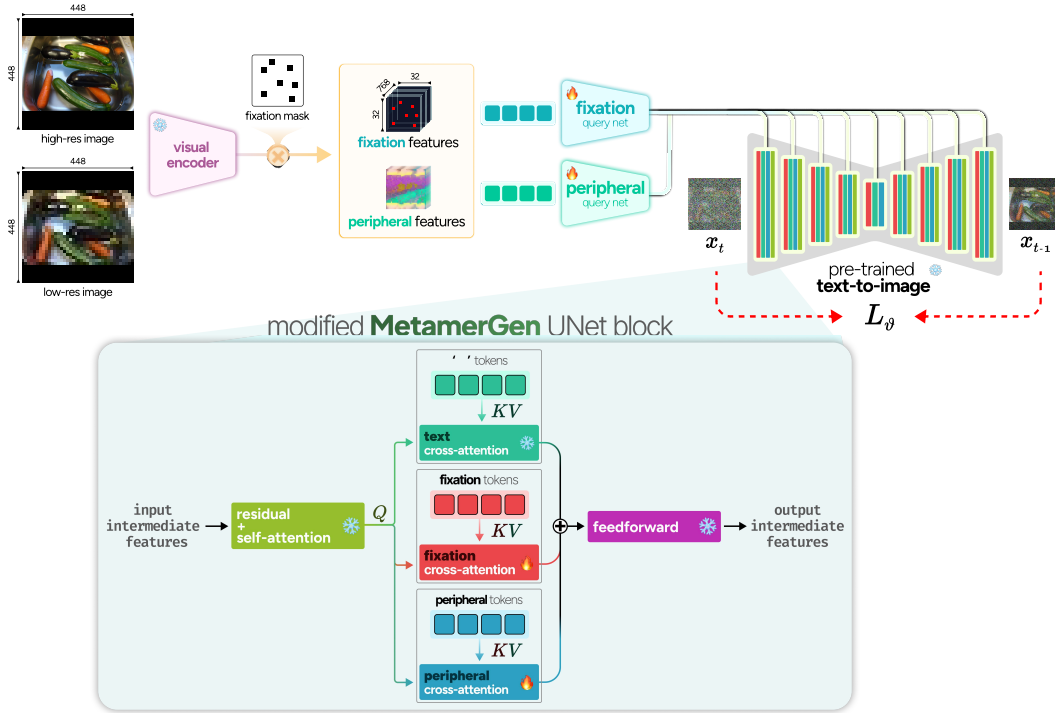 448
448
high-res image
448
448
low-res image
visual
encoder
fixation mask
768
32
32
fixation features
peripheral features
fixation
query net
peripheral
query net
x_t
x_{t-1}
pre-trained
text-to-image
L_ϑ
modified MetamerGen UNet block
' ' tokens
KV
text
cross-attention
fixation tokens
KV
fixation
cross-attention
peripheral tokens
KV
peripheral
cross-attention
input
intermediate
features
residual
+
self-attention
Q
feedforward
output
intermediate
features